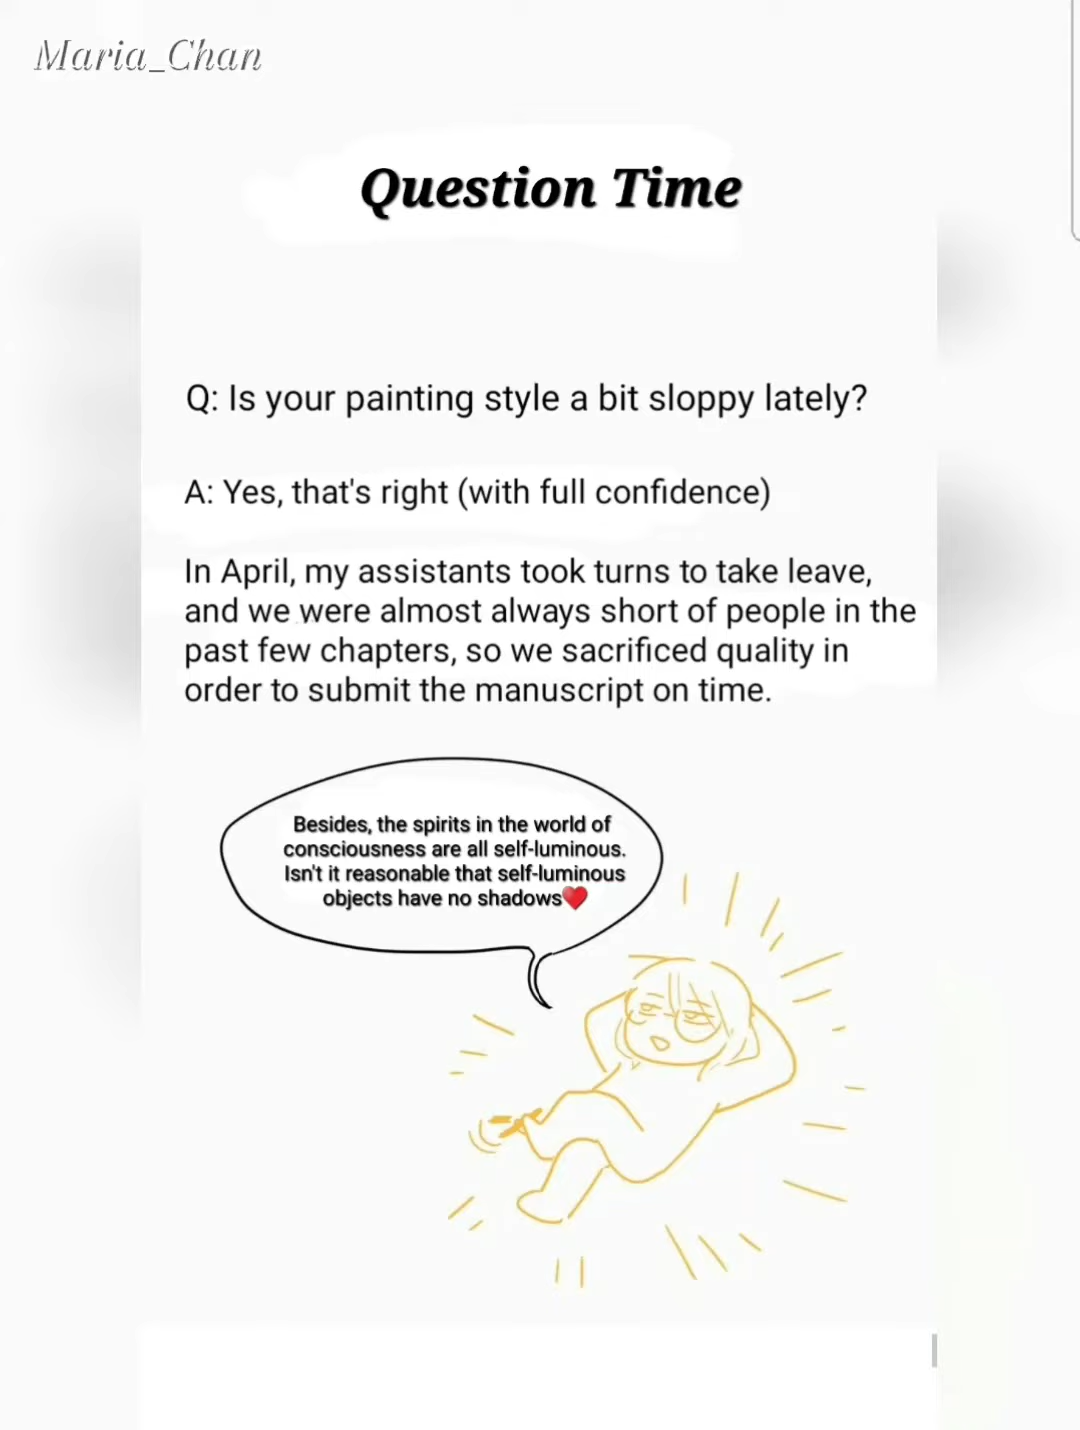 Maria_Chan
Question Time
Q: Is your painting style a bit sloppy lately?
A: Yes, that's right (with full confidence)
In April, my assistants took turns to take leave,
and we were almost always short of people in the
past few chapters, so we sacrificed quality in
order to submit the manuscript on time.
Besides, the spirits in the world of
consciousness are all self-luminous.
Isn't it reasonable that self-luminous
objects have no shadows❤️